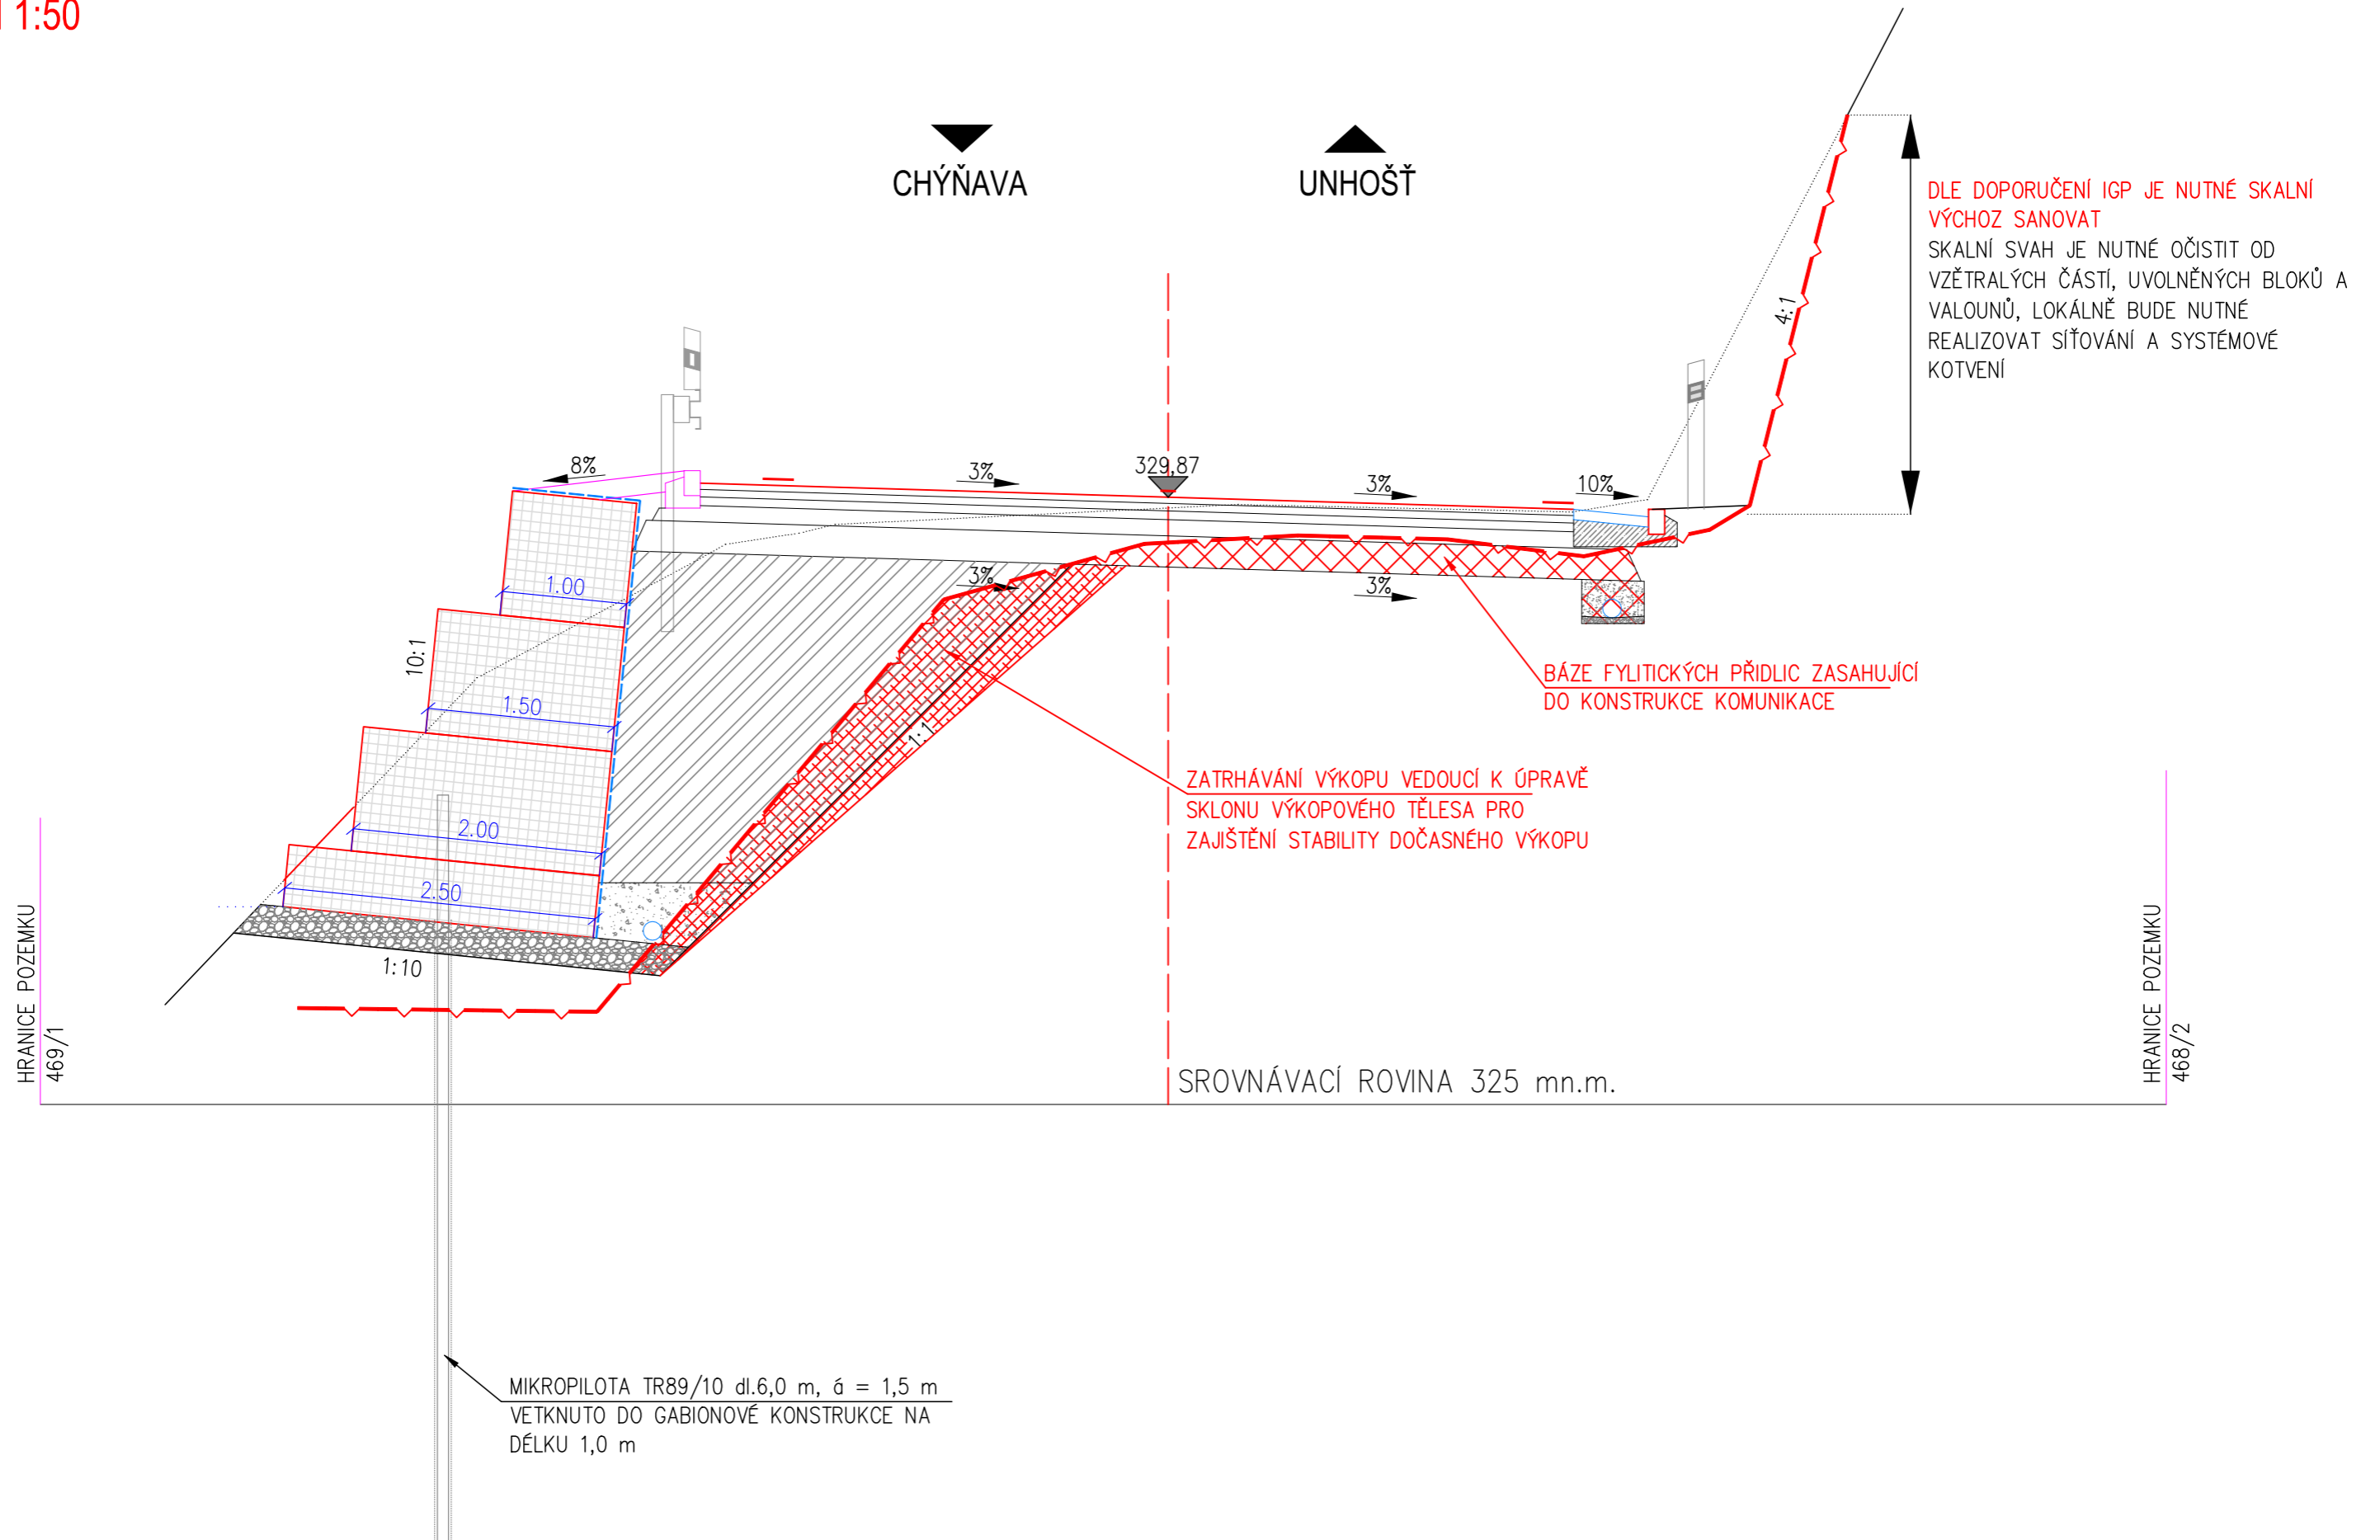 1:50
CHÝŇAVA
UNHOŠŤ
DLE DOPORUČENÍ IGP JE NUTNÉ SKALNÍ
VÝCHOZ SANOVAT
SKALNÍ SVAH JE NUTNÉ OČISTIT OD
VZĚTRALÝCH ČÁSTÍ, UVOLNĚNÝCH BLOKŮ A
VALOUNŮ, LOKÁLNĚ BUDE NUTNÉ
REALIZOVAT SÍŤOVÁNÍ A SYSTÉMOVÉ
KOTVENÍ
4:1
8%
3%
329,87
3%
10%
1.00
3%
3%
10:1
1.50
1:1
2.00
2.50
1:10
BÁZE FYLITICKÝCH PŘIDLIC ZASAHUJÍCÍ
DO KONSTRUKCE KOMUNIKACE
ZATRHÁVÁNÍ VÝKOPU VEDOUCÍ K ÚPRAVĚ
SKLONU VÝKOPOVÉHO TĚLESA PRO
ZAJIŠTĚNÍ STABILITY DOČASNÉHO VÝKOPU
HRANICE POZEMKU
469/1
HRANICE POZEMKU
468/2
SROVNÁVACÍ ROVINA 325 mn.m.
MIKROPILOTA TR89/10 dl.6,0 m, á = 1,5 m
VETKNUTO DO GABIONOVÉ KONSTRUKCE NA
DÉLKU 1,0 m